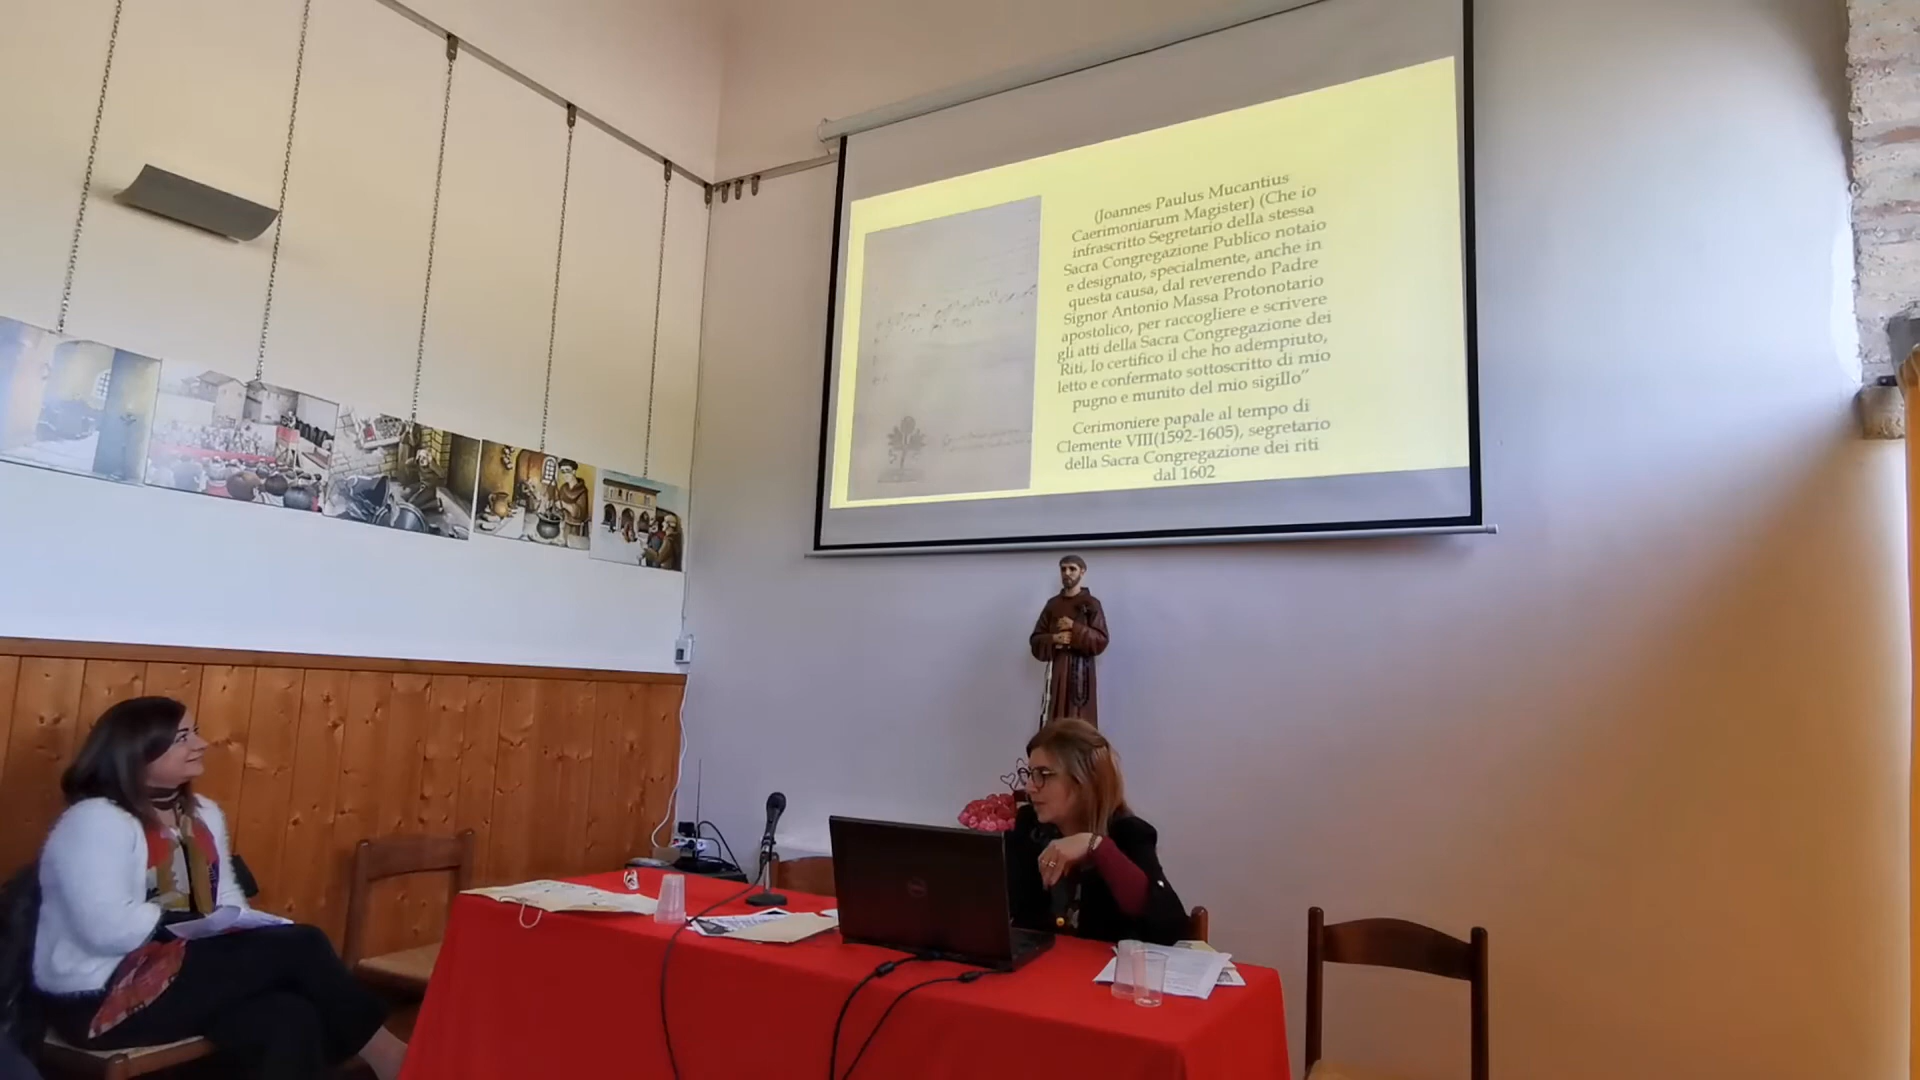 (Joannes Paulus Mucantius
Caerimoniarum Magister) (Che io
infrascritto Segretario della stessa
Sacra Congregazione Publico notaio
e designato, specialmente, anche in
questa causa, dal reverendo Padre
Signor Antonio Massa Protonotario
apostolico, per raccogliere e scrivere
gli atti della Sacra Congregazione dei
Riti, lo certifico il che ho adempiuto,
letto e confermato sottoscritto di mio
pugno e munito del mio sigillo”
Cerimoniere papale al tempo di
Clemente VIII(1592-1605), segretario
della Sacra Congregazione dei riti
dal 1602